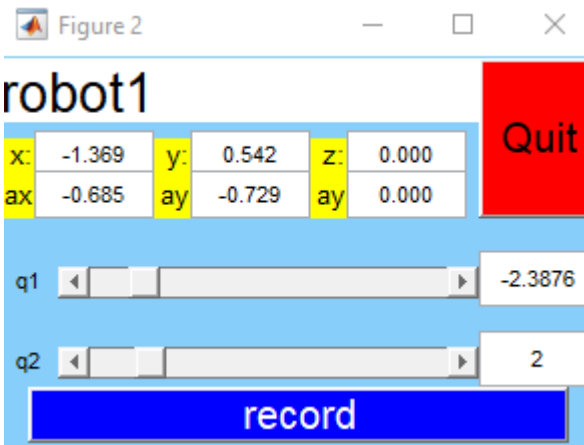 Figure 2
robot1
Quit
x: -1.369 y: 0.542 z: 0.000
ax -0.685 ay -0.729 ay 0.000
q1 -2.3876
q2 2
record